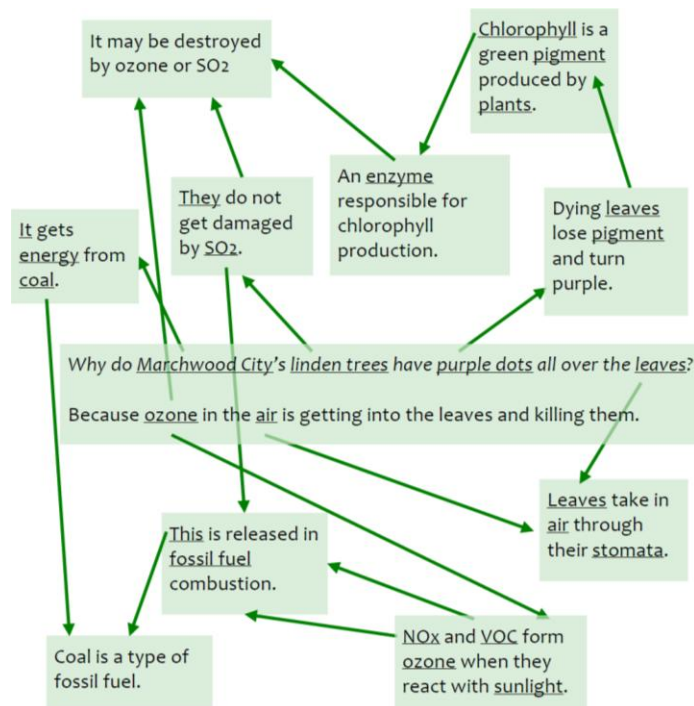 It may be destroyed
by ozone or SO2
Chlorophyll is a
green pigment
produced by
plants.
An enzyme
responsible for
chlorophyll
production.
They do not
get damaged
by SO2.
Dying leaves
lose pigment
and turn
purple.
It gets
energy from
coal.
Why do Marchwood City's linden trees have purple dots all over the leaves?
Because ozone in the air is getting into the leaves and killing them.
Leaves take in
air through
their stomata.
This is released in
fossil fuel
combustion.
NOx and VOC form
ozone when they
react with sunlight.
Coal is a type of
fossil fuel.